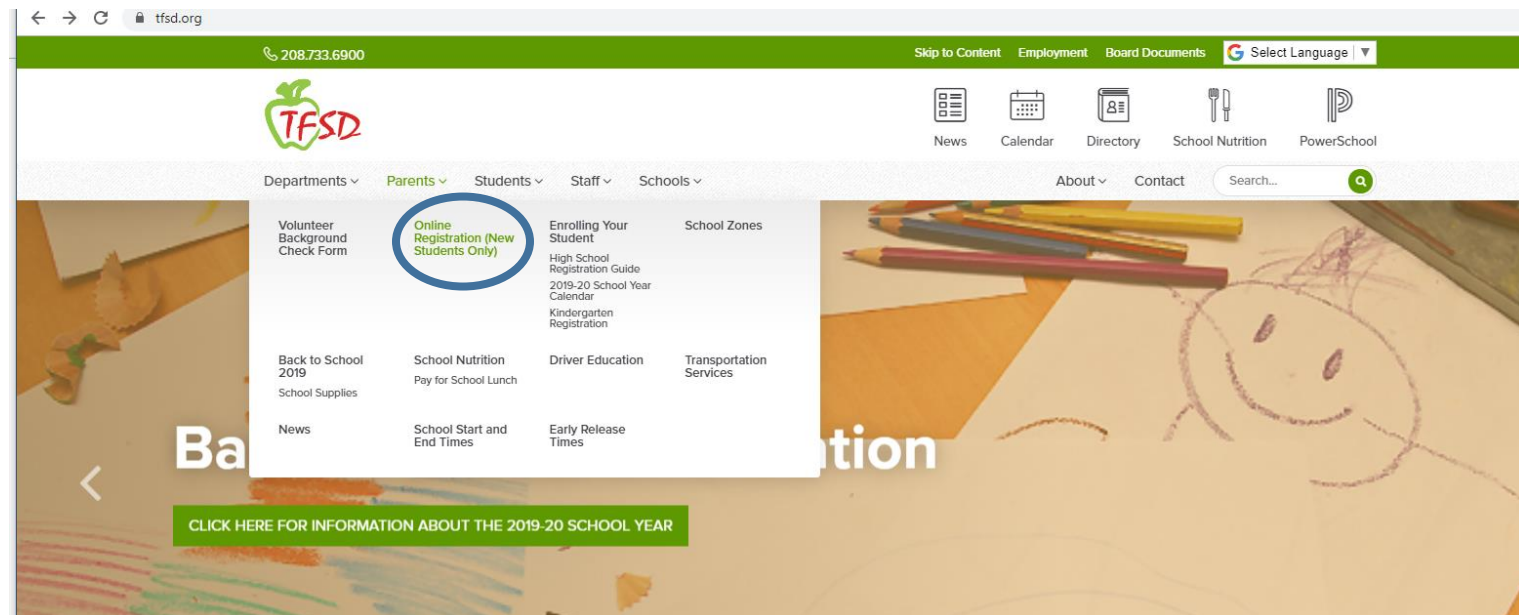 tfsd.org
208.733.6900
Skip to Content Employment Board Documents Select Language ▼
TFSD
News Calendar Directory School Nutrition PowerSchool
Departments Parents Students Staff Schools About Contact Search...
Volunteer
Background
Check Form
Online
Registration (New
Students Only)
Enrolling Your
Student
High School
Registration Guide
2019-20 School Year
Calendar
Kindergarten
Registration
School Zones
Back to School
2019
School Supplies
School Nutrition
Pay for School Lunch
Driver Education
Transportation
Services
News
School Start and
End Times
Early Release
Times
CLICK HERE FOR INFORMATION ABOUT THE 2019-20 SCHOOL YEAR